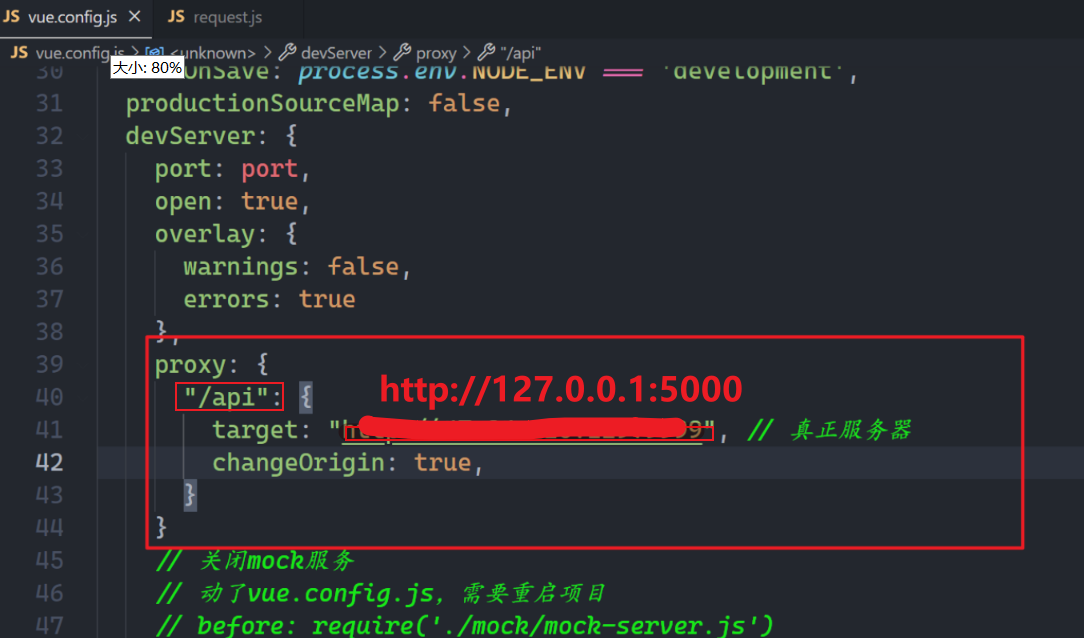 JS vue.config.js × JS request.js
JS vue.config.js > <unknown> > devServer > proxy > "/api"
大小: 80%
30 OnSave: process.env.NODE_ENV === 'development',
31 productionSourceMap: false,
32 devServer: {
33 port: port,
34 open: true,
35 overlay: {
36 warnings: false,
37 errors: true
38 },
39 proxy: {
http://127.0.0.1:5000
40 "/api": {
41 target: "", // 真正服务器
42 changeOrigin: true,
43 }
44 }
45 // 关闭mock服务
46 // 动了vue.config.js, 需要重启项目
47 // before: require('./mock/mock-server.js')